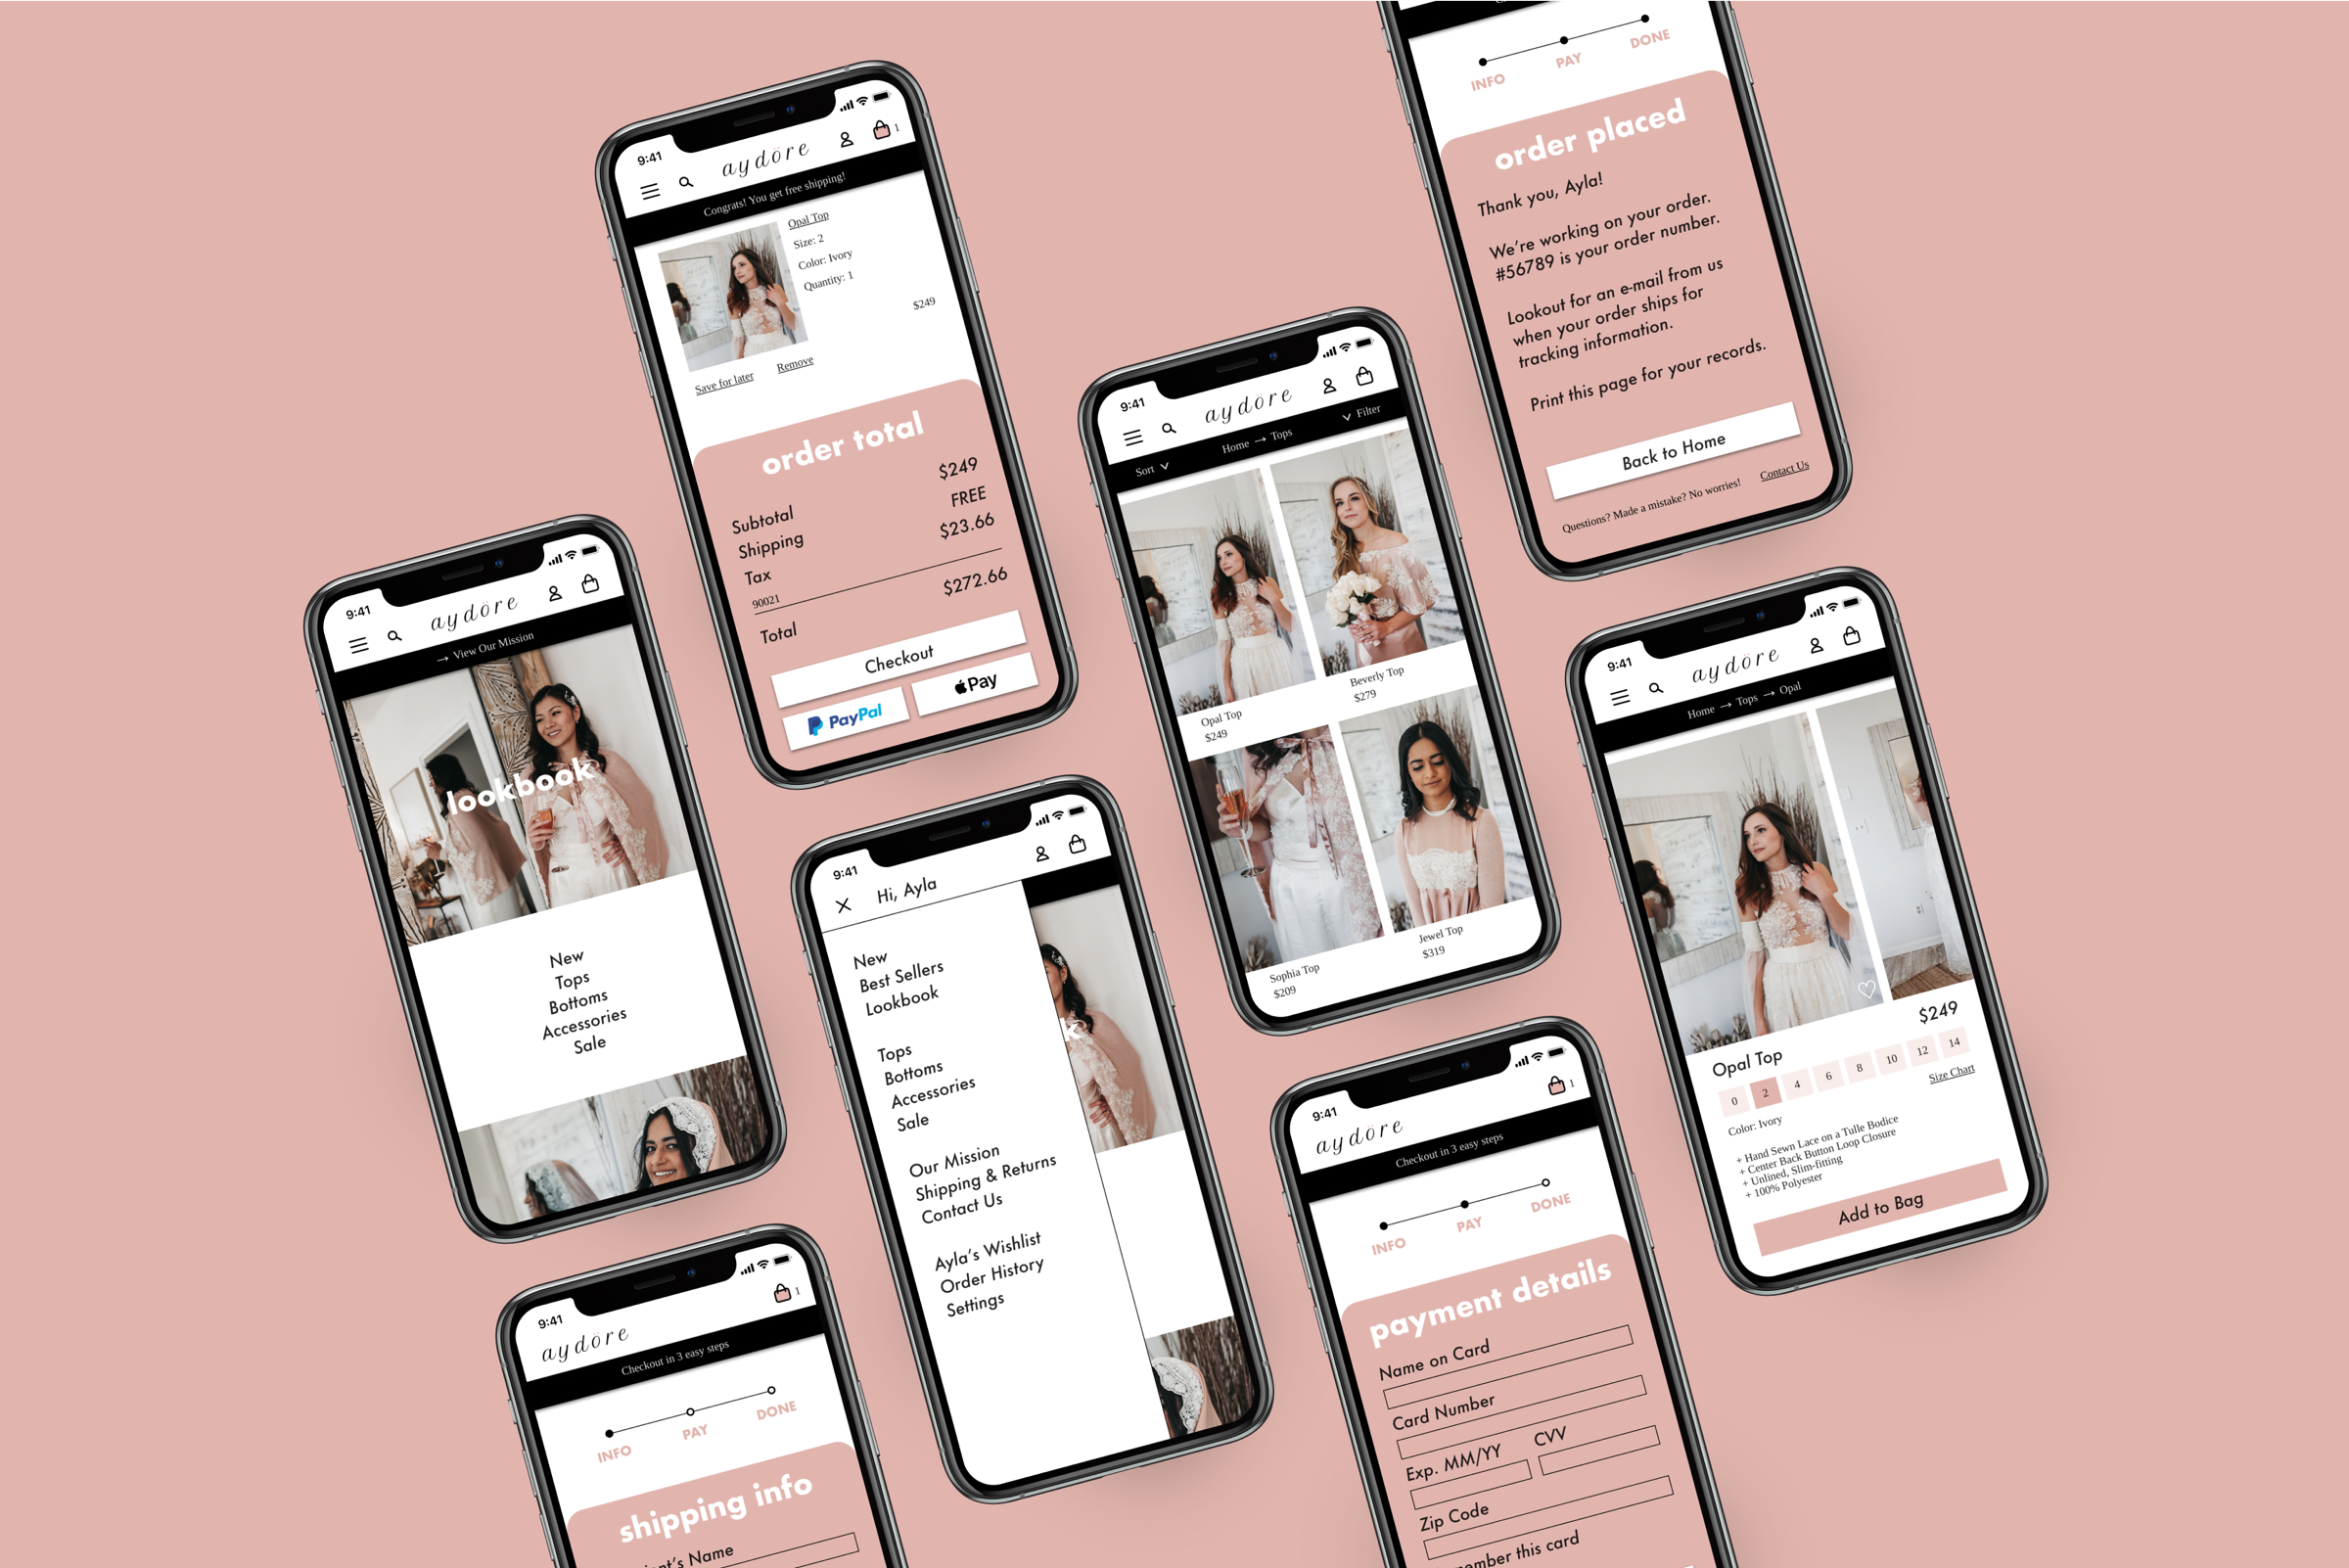 9:41
aydöre
1
Congrats! You get free shipping!
Opal Top
Size: 2
Color: Ivory
Quantity: 1
$249
Save for later
Remove
order total
Subtotal
$249
Shipping
FREE
Tax
$23.66
90021
Total
$272.66
Checkout
PayPal
Pay
INFO
PAY
DONE
order placed
Thank you, Ayla!
We're working on your order.
#56789 is your order number.
Lookout for an e-mail from us
when your order ships for
tracking information.
Print this page for your records.
Back to Home
Questions? Made a mistake? No worries!
Contact Us
9:41
aydöre
Sort
Home → Tops
Filter
Opal Top
$249
Beverly Top
$279
Sophia Top
$209
Jewel Top
$319
9:41
aydöre
→ View Our Mission
lookbook
New
Tops
Bottoms
Accessories
Sale
9:41
Hi, Ayla
New
Best Sellers
Lookbook
Tops
Bottoms
Accessories
Sale
Our Mission
Shipping & Returns
Contact Us
Ayla's Wishlist
Order History
Settings
k
9:41
aydöre
Home → Tops → Opal
$249
Opal Top
0 2 4 6 8 10 12 14
Size Chart
Color: Ivory
+ Hand Sewn Lace on a Tulle Bodice
+ Center Back Button Loop Closure
+ Unlined, Slim-fitting
+ 100% Polyester
Add to Bag
9:41
aydöre
1
Checkout in 3 easy steps
INFO
PAY
DONE
shipping info
Name
9:41
aydöre
1
Checkout in 3 easy steps
INFO
PAY
DONE
payment details
Name on Card
Card Number
Exp. MM/YY
CVV
Zip Code
this card